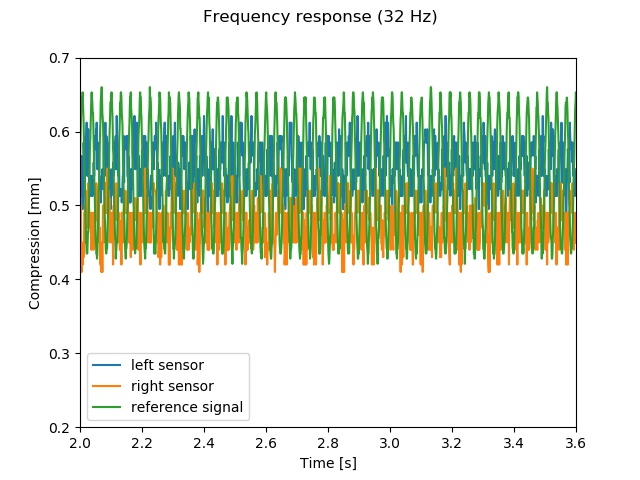 Frequency response (32 Hz)
0.7
0.6
0.5
0.4
0.3
0.2
Compression [mm]
left sensor
right sensor
reference signal
2.0 2.2 2.4 2.6 2.8 3.0 3.2 3.4 3.6
Time [s]